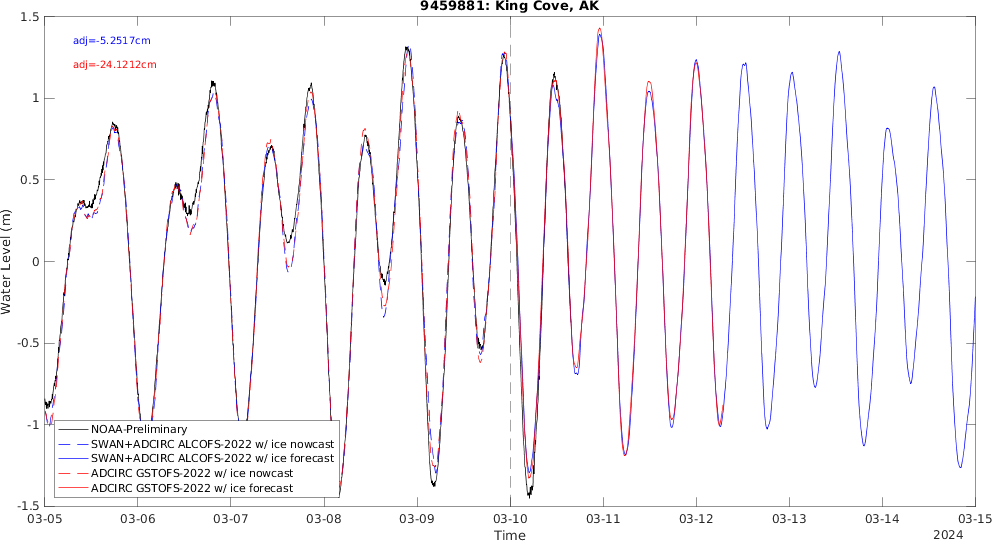 9459881: King Cove, AK
adj=-5.2517cm
adj=-24.1212cm
Water Level (m)
1.5
1
0.5
0
-0.5
-1
-1.5
NOAA-Preliminary
SWAN+ADCIRC ALCOFS-2022 w/ ice nowcast
SWAN+ADCIRC ALCOFS-2022 w/ ice forecast
ADCIRC GSTOFS-2022 w/ ice nowcast
ADCIRC GSTOFS-2022 w/ ice forecast
03-05 03-06 03-07 03-08 03-09 03-10 03-11 03-12 03-13 03-14 03-15
Time
2024